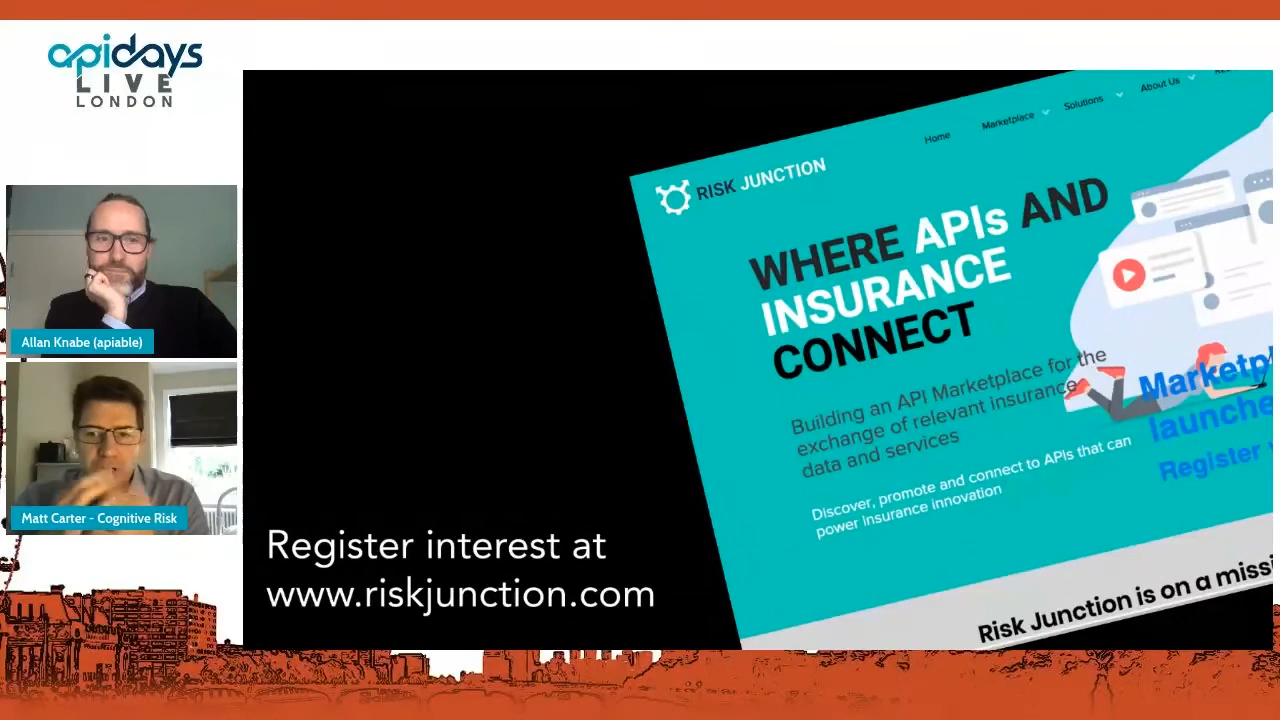 apidays
LIVE
LONDON
Allan Knabe (apiable)
Matt Carter - Cognitive Risk
Home
Marketplace
Solutions
About Us
RISK JUNCTION
WHERE APIs AND
INSURANCE
CONNECT
Building an API Marketplace for the
exchange of relevant insurance
data and services
Discover, promote and connect to APIs that can
power insurance innovation
Register
Risk Junction is on a
Register interest at
www.riskjunction.com